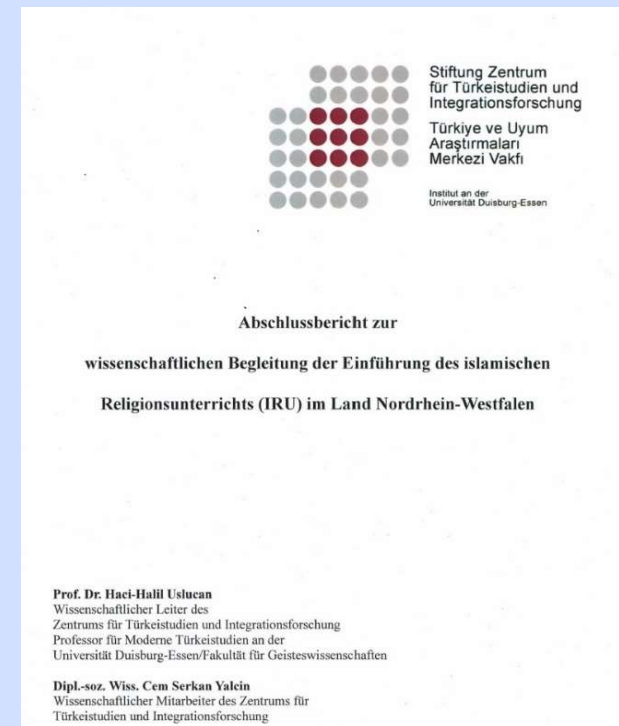 Stiftung Zentrum
für Türkeistudien und
Integrationsforschung
Türkiye ve Uyum
Araştırmaları
Merkezi Vakfı
Institut an der
Universität Duisburg-Essen
Abschlussbericht zur
wissenschaftlichen Begleitung der Einführung des islamischen
Religionsunterrichts (IRU) im Land Nordrhein-Westfalen
Prof. Dr. Haci-Halil Uslucan
Wissenschaftlicher Leiter des
Zentrums für Türkeistudien und Integrationsforschung
Professor für Moderne Türkeistudien an der
Universität Duisburg-Essen/Fakultät für Geisteswissenschaften
Dipl.-soz. Wiss. Cem Serkan Yalcin
Wissenschaftlicher Mitarbeiter des Zentrums für
Türkeistudien und Integrationsforschung